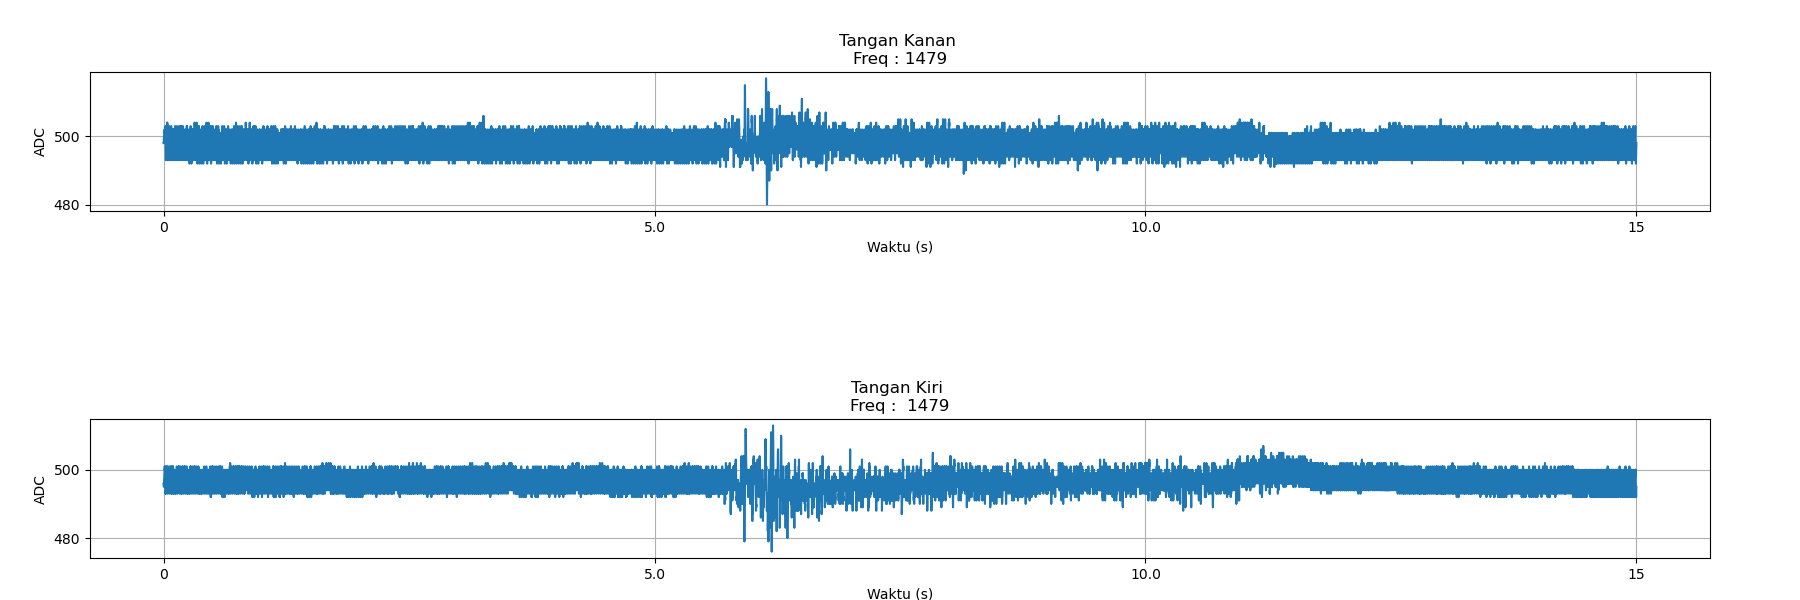 Tangan Kanan
Freq : 1479
500
480
ADC
0 5.0 10.0 15
Waktu (s)
Tangan Kiri
Freq :  1479
500
480
ADC
0 5.0 10.0 15
Waktu (s)